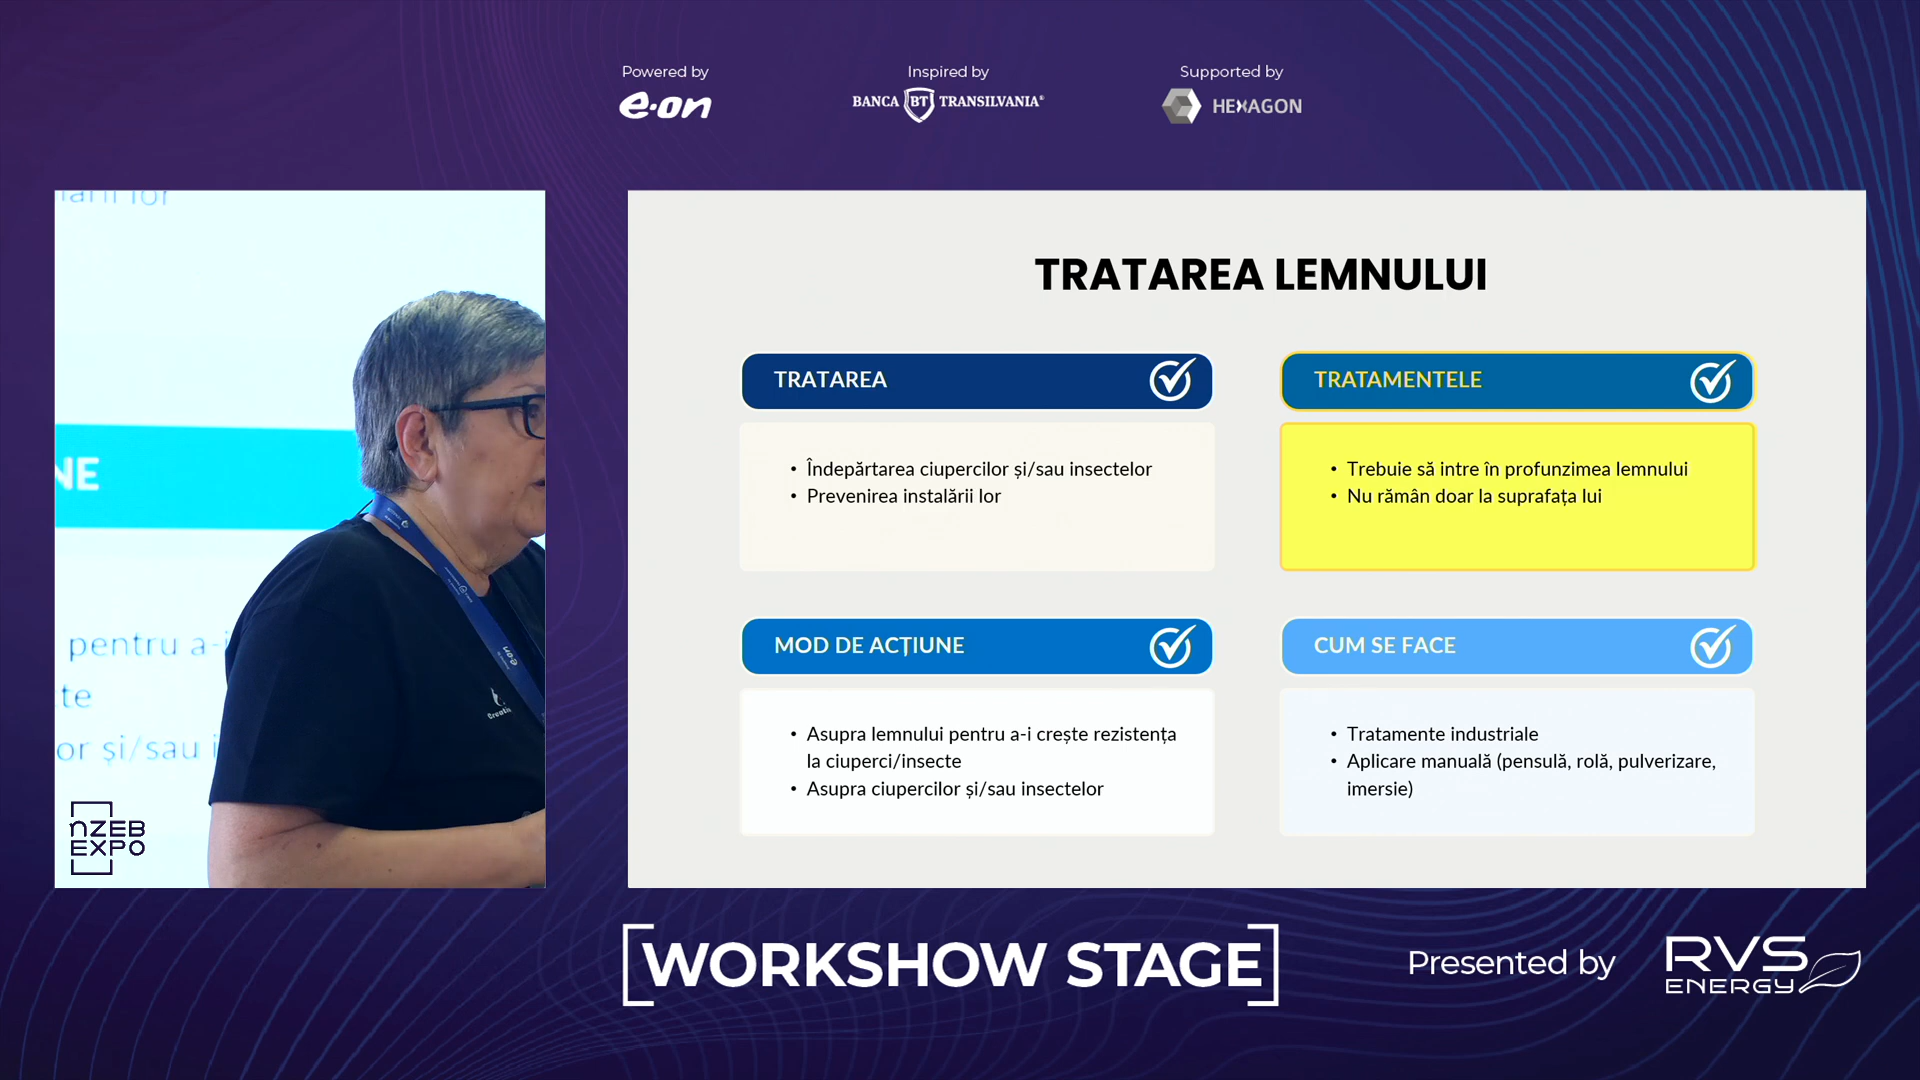 Powered by
e·on
Inspired by
BANCA BT TRANSILVANIA®
Supported by
HEXAGON
NE
pentru a-i
te
or și/sau i
Creativ
e·on
nZEB
EXPO
TRATAREA LEMNULUI
TRATAREA
• Îndepărtarea ciupercilor și/sau insectelor
• Prevenirea instalării lor
TRATAMENTELE
• Trebuie să intre în profunzimea lemnului
• Nu rămân doar la suprafața lui
MOD DE ACȚIUNE
• Asupra lemnului pentru a-i crește rezistența
la ciuperci/insecte
• Asupra ciupercilor și/sau insectelor
CUM SE FACE
• Tratamente industriale
• Aplicare manuală (pensulă, rolă, pulverizare,
imersie)
[WORKSHOW STAGE]
Presented by
RVS
ENERGY